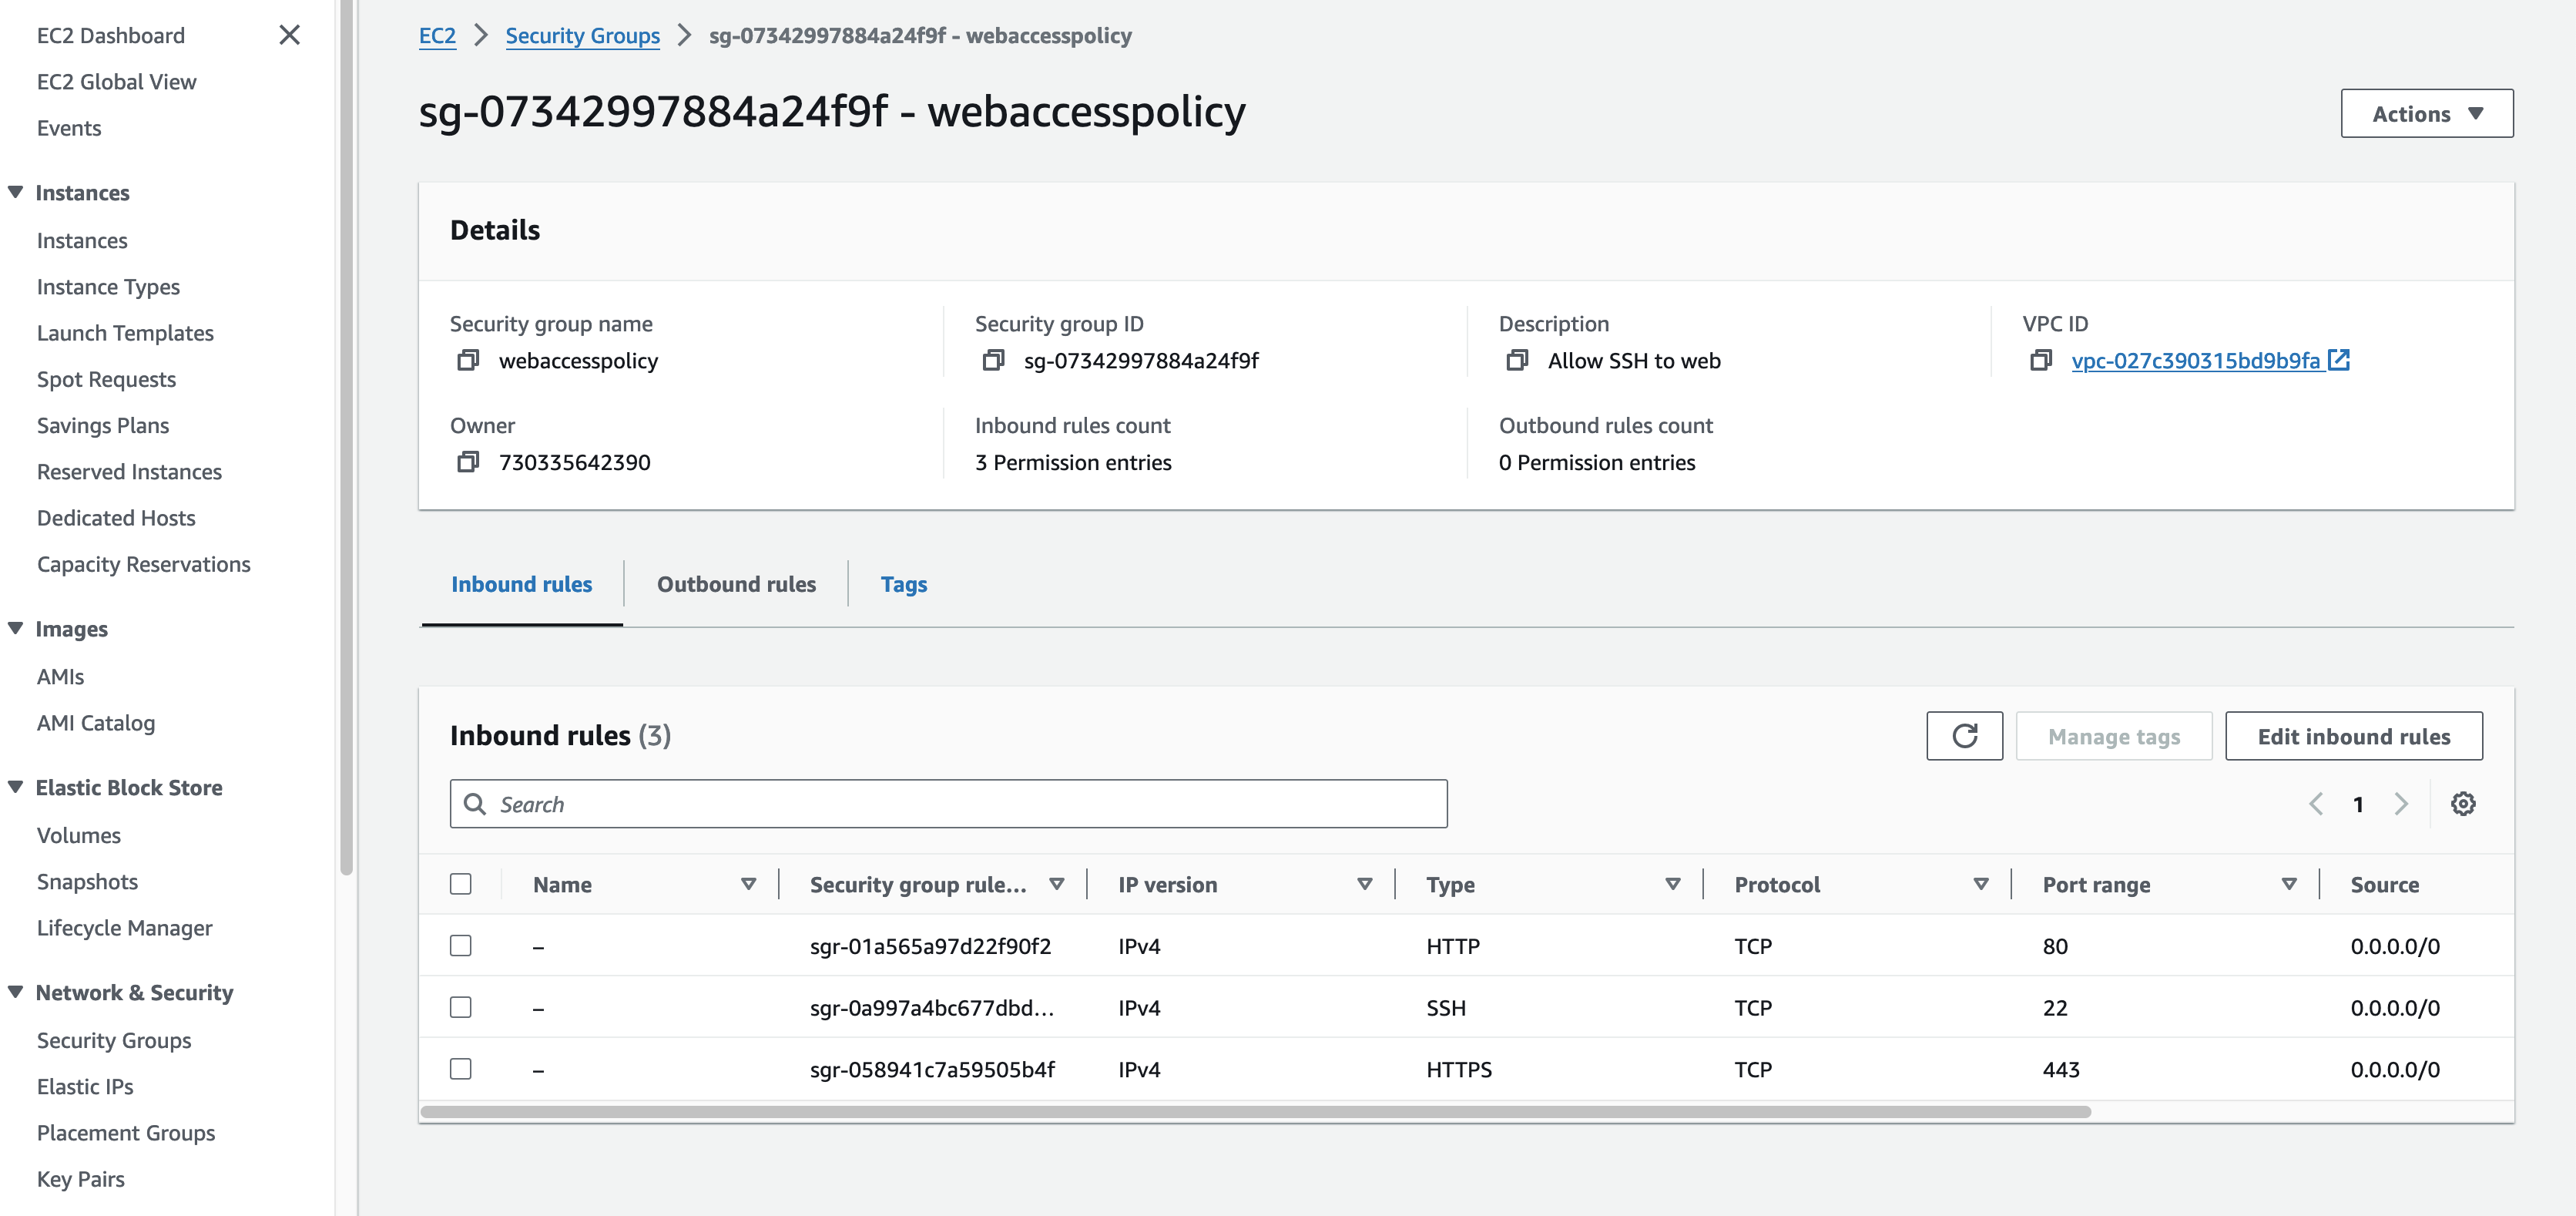 EC2 Dashboard
EC2 Global View
Events
Instances
Instances
Instance Types
Launch Templates
Spot Requests
Savings Plans
Reserved Instances
Dedicated Hosts
Capacity Reservations
Images
AMIs
AMI Catalog
Elastic Block Store
Volumes
Snapshots
Lifecycle Manager
Network & Security
Security Groups
Elastic IPs
Placement Groups
Key Pairs
EC2 > Security Groups > sg-07342997884a24f9f - webaccesspolicy
sg-07342997884a24f9f - webaccesspolicy
Actions
Details
Security group name Security group ID Description VPC ID
webaccesspolicy sg-07342997884a24f9f Allow SSH to web vpc-027c390315bd9b9fa
Owner Inbound rules count Outbound rules count
730335642390 3 Permission entries 0 Permission entries
Inbound rules Outbound rules Tags
Inbound rules (3) Manage tags Edit inbound rules
Search 1
Name Security group rule... IP version Type Protocol Port range Source
– sgr-01a565a97d22f90f2 IPv4 HTTP TCP 80 0.0.0.0/0
– sgr-0a997a4bc677dbd... IPv4 SSH TCP 22 0.0.0.0/0
– sgr-058941c7a59505b4f IPv4 HTTPS TCP 443 0.0.0.0/0